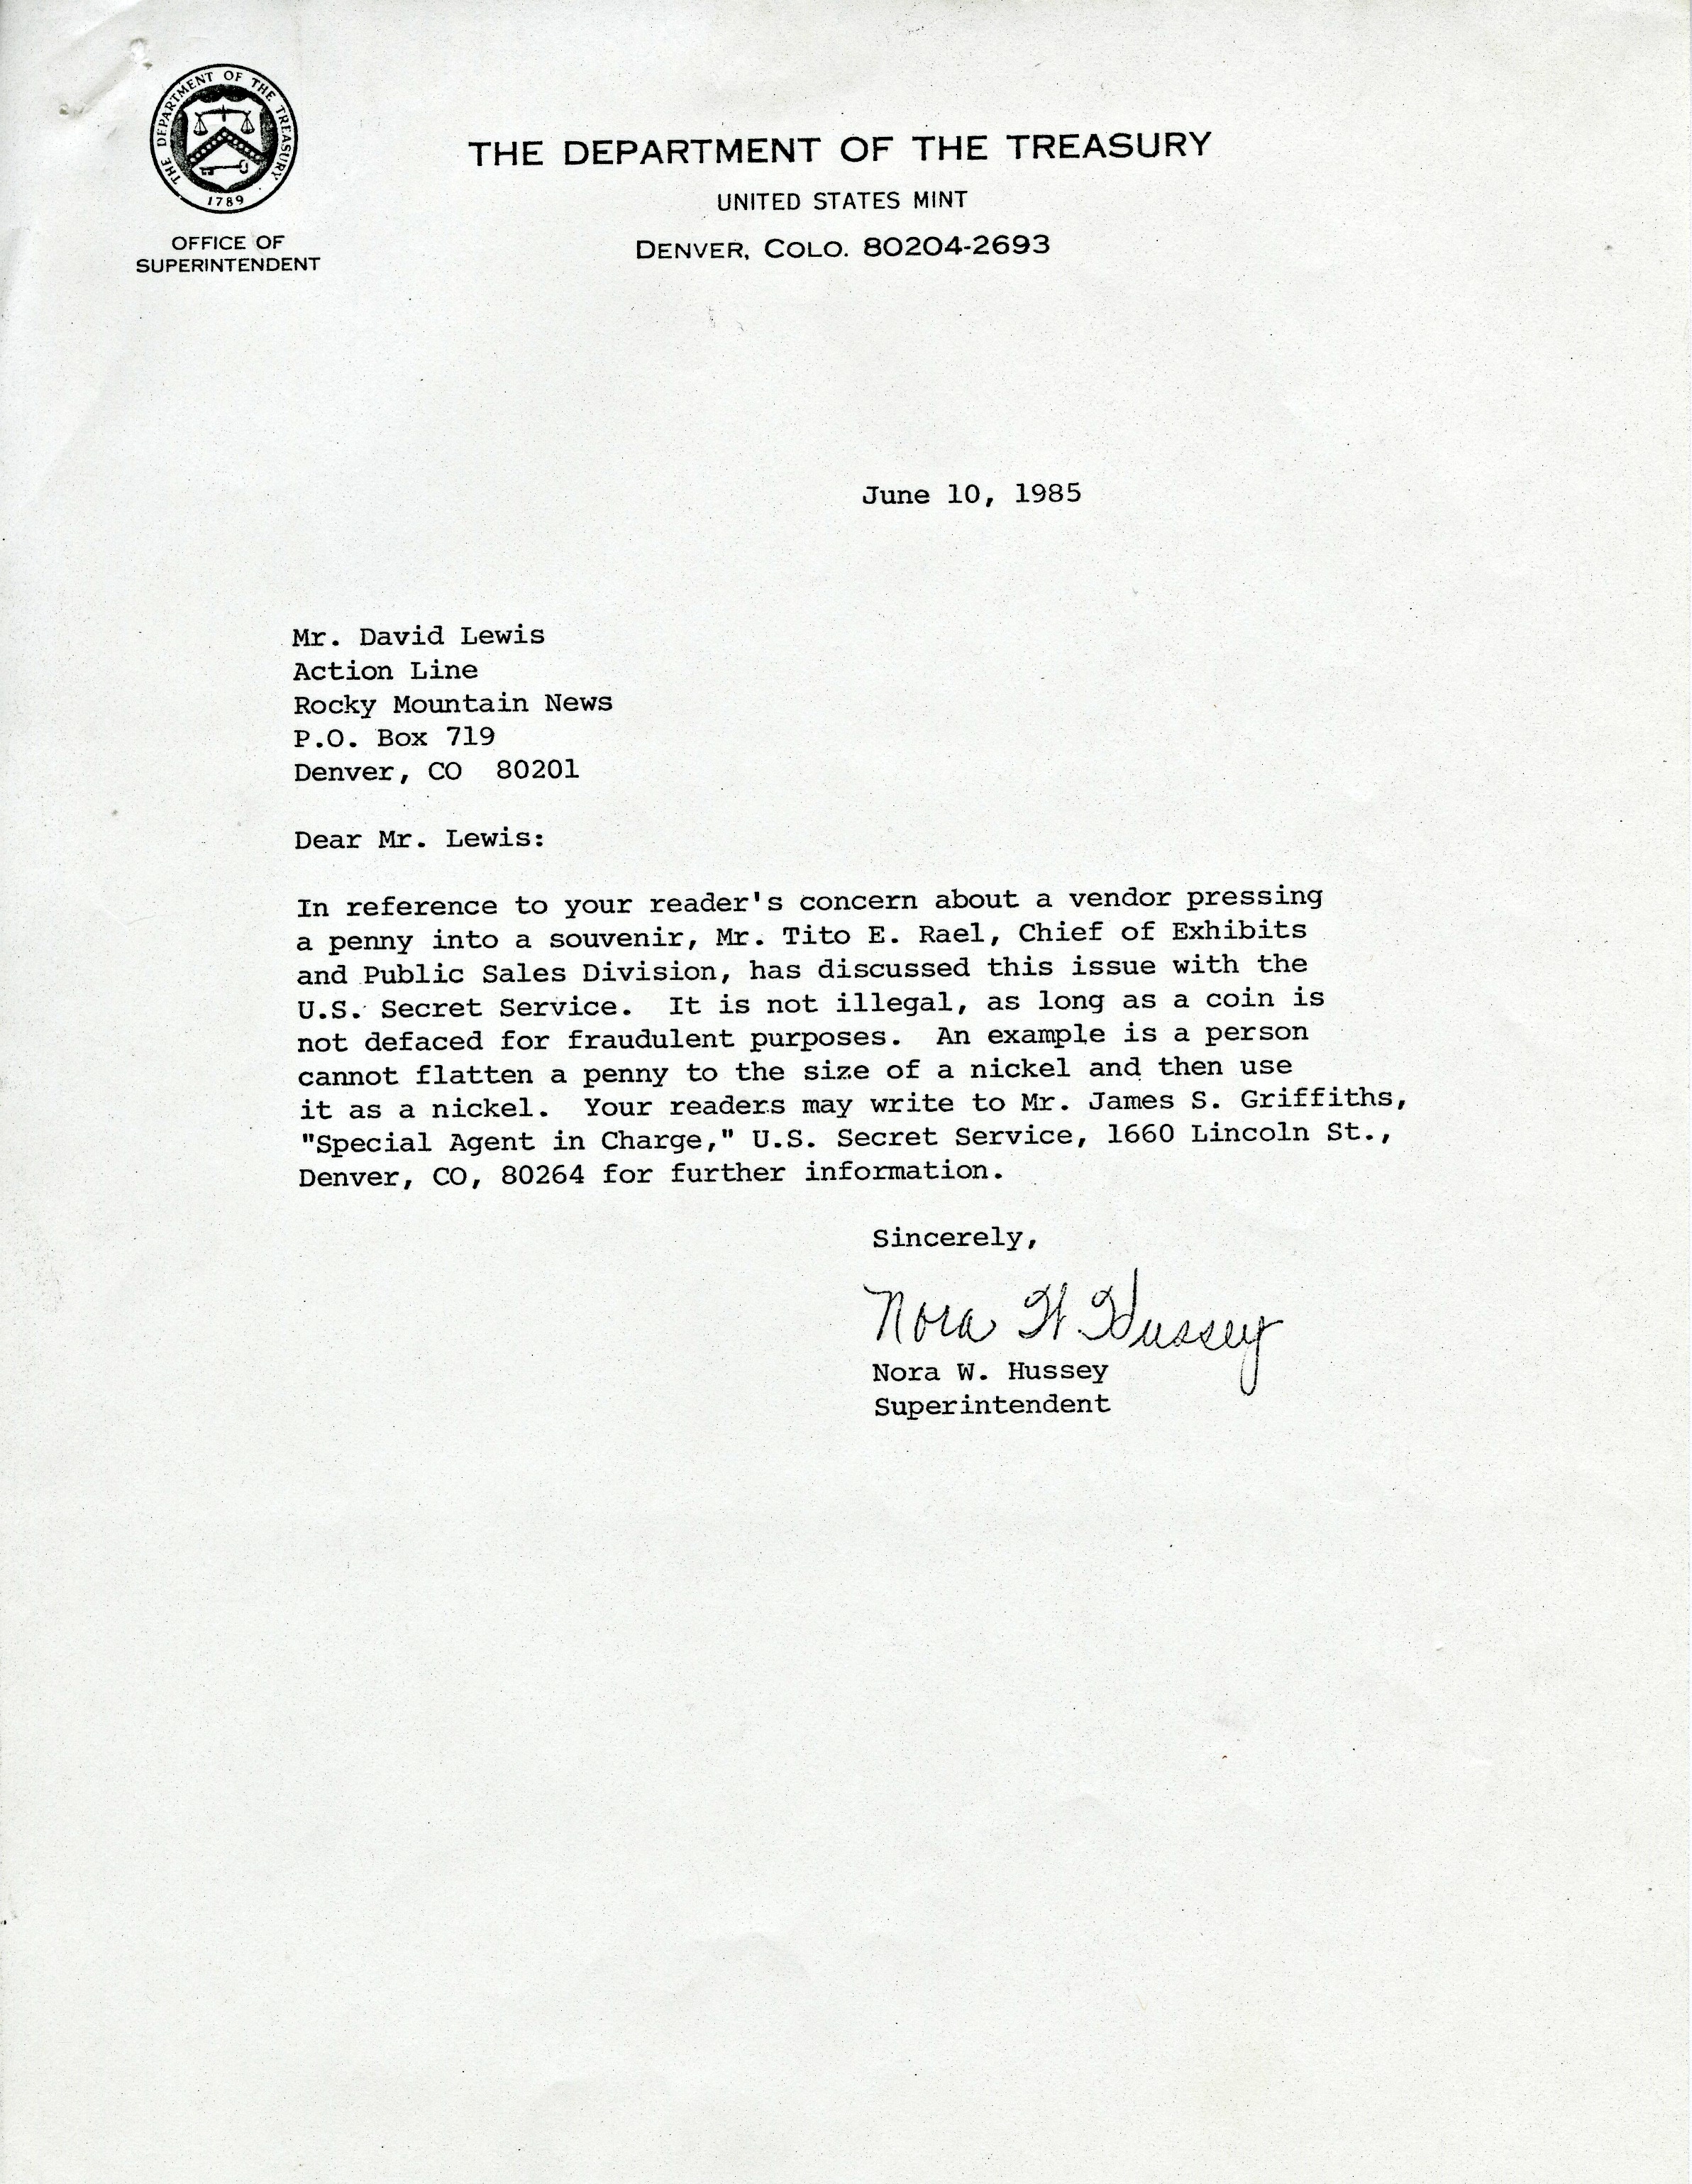 THE DEPARTMENT OF THE TREASURY
1789
OFFICE OF
SUPERINTENDENT
THE DEPARTMENT OF THE TREASURY
UNITED STATES MINT
DENVER, COLO. 80204-2693
June 10, 1985
Mr. David Lewis
Action Line
Rocky Mountain News
P.O. Box 719
Denver, CO  80201
Dear Mr. Lewis:
In reference to your reader's concern about a vendor pressing
a penny into a souvenir, Mr. Tito E. Rael, Chief of Exhibits
and Public Sales Division, has discussed this issue with the
U.S. Secret Service.  It is not illegal, as long as a coin is
not defaced for fraudulent purposes.  An example is a person
cannot flatten a penny to the size of a nickel and then use
it as a nickel.  Your readers may write to Mr. James S. Griffiths,
"Special Agent in Charge," U.S. Secret Service, 1660 Lincoln St.,
Denver, CO, 80264 for further information.
Sincerely,
Nora W. Hussey
Nora W. Hussey
Superintendent